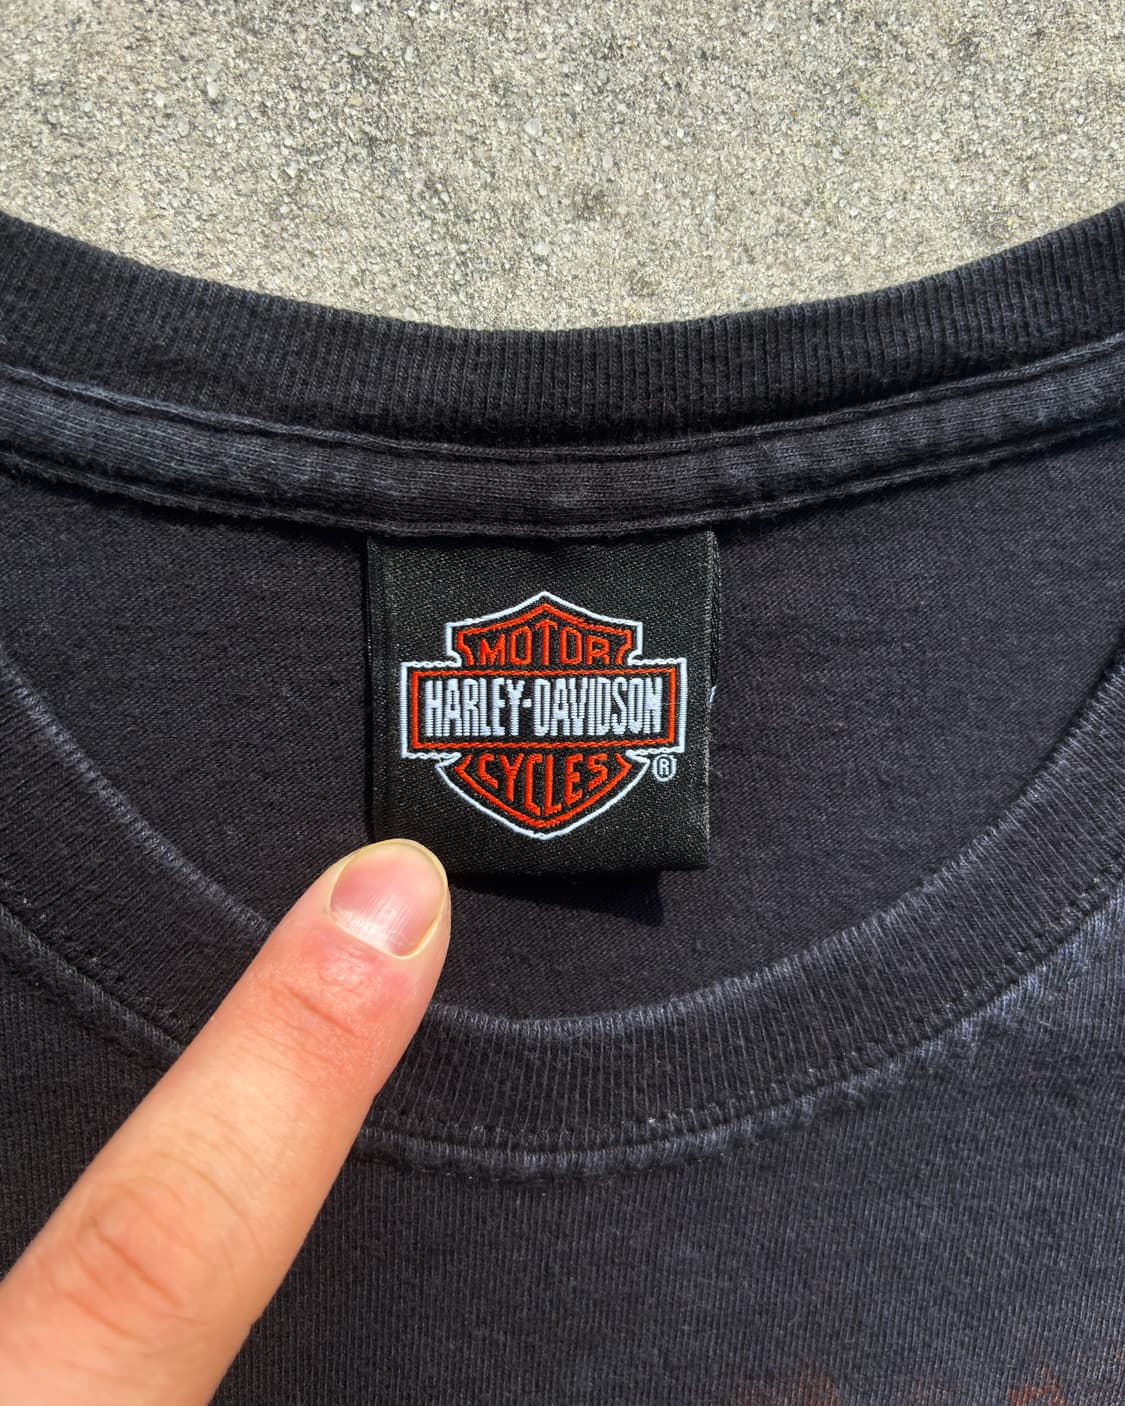 MOTOR
HARLEY-DAVIDSON
CYCLES
®